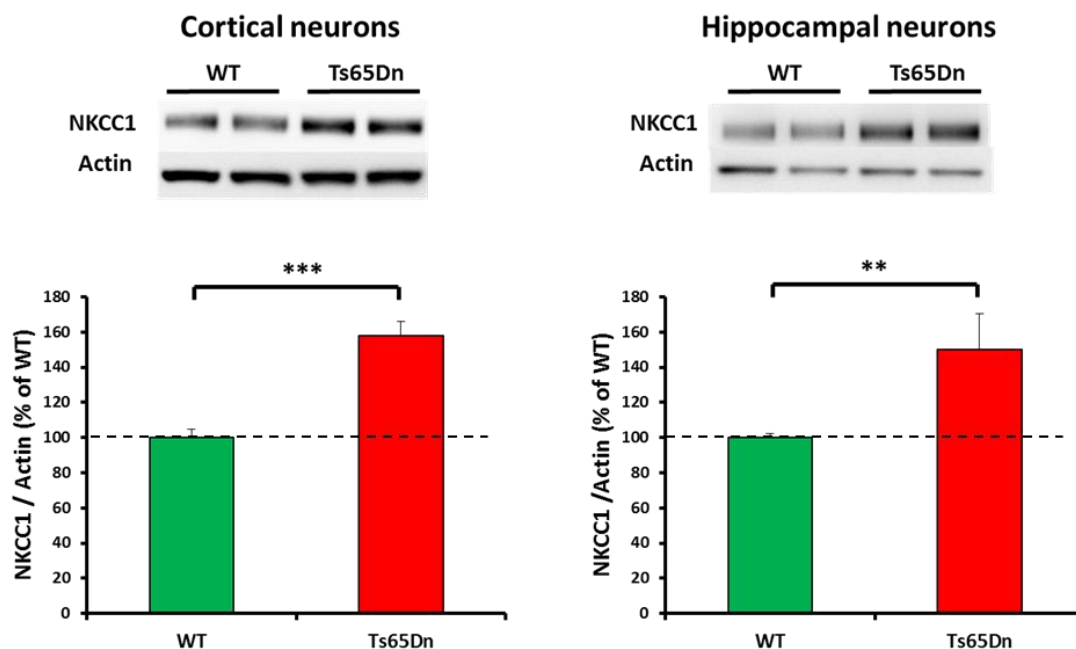 Cortical neurons
WT Ts65Dn
NKCC1
Actin
***
NKCC1 / Actin (% of WT)
180
160
140
120
100
80
60
40
20
0
WT Ts65Dn
Hippocampal neurons
WT Ts65Dn
NKCC1
Actin
**
NKCC1 /Actin (% of WT)
180
160
140
120
100
80
60
40
20
0
WT Ts65Dn